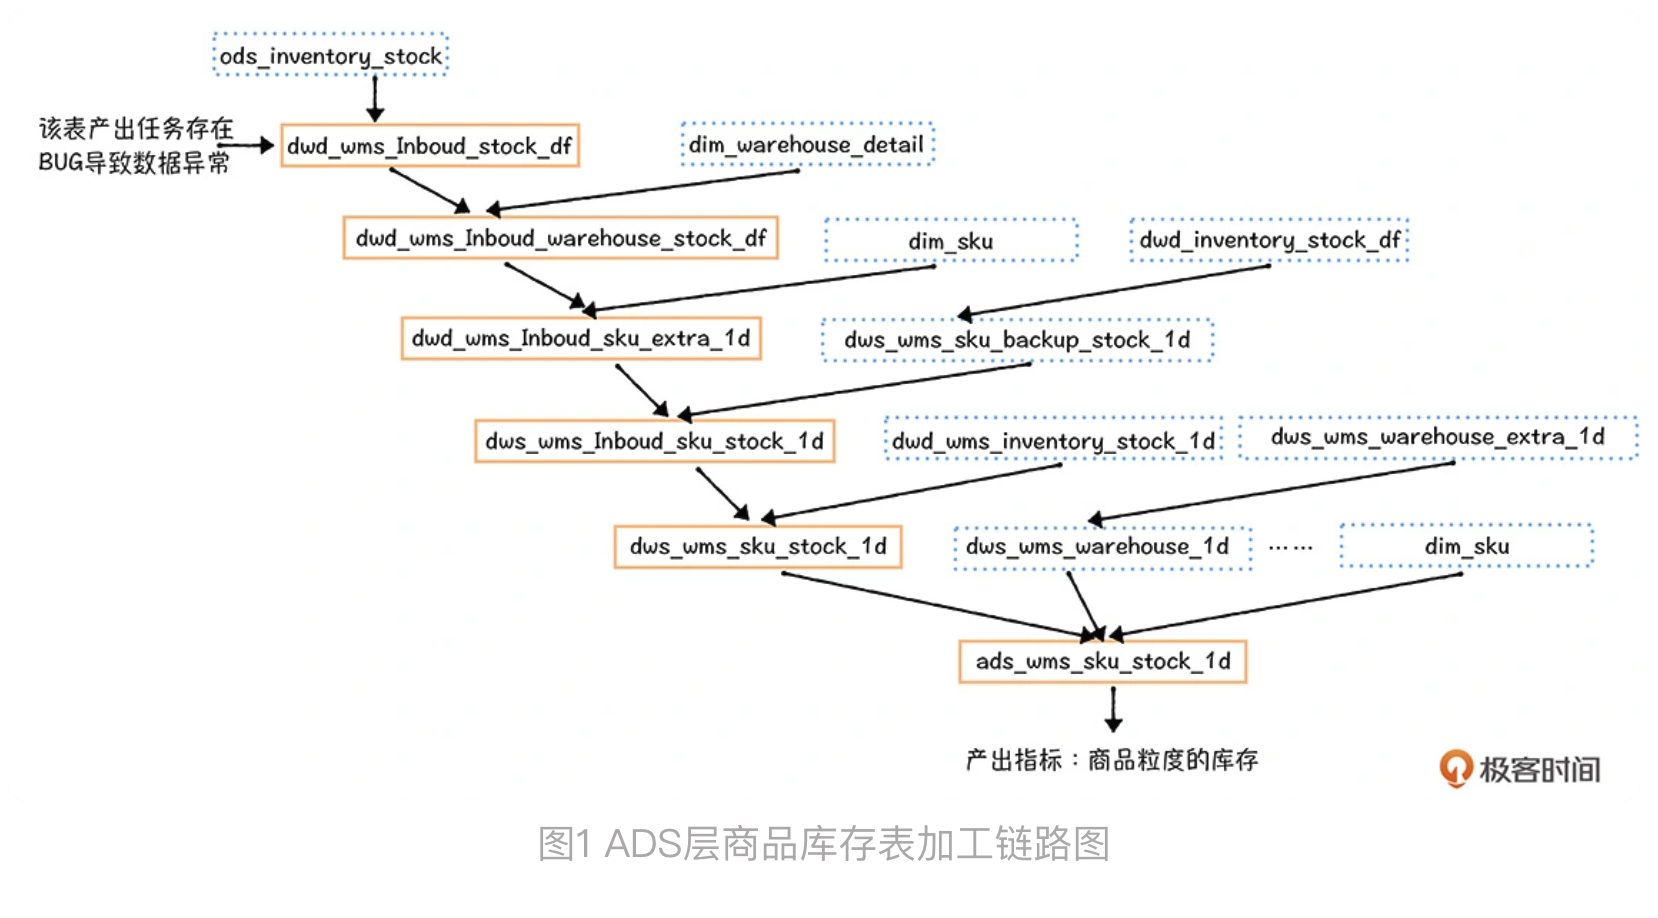 ods_inventory_stock
该表产出任务存在
BUG导致数据异常
dwd_wms_Inboud_stock_df
dim_warehouse_detail
dwd_wms_Inboud_warehouse_stock_df
dim_sku
dwd_inventory_stock_df
dwd_wms_Inboud_sku_extra_1d
dws_wms_sku_backup_stock_1d
dws_wms_Inboud_sku_stock_1d
dwd_wms_inventory_stock_1d
dws_wms_warehouse_extra_1d
dws_wms_sku_stock_1d
dws_wms_warehouse_1d
……
dim_sku
ads_wms_sku_stock_1d
产出指标：商品粒度的库存
极客时间
图1 ADS层商品库存表加工链路图